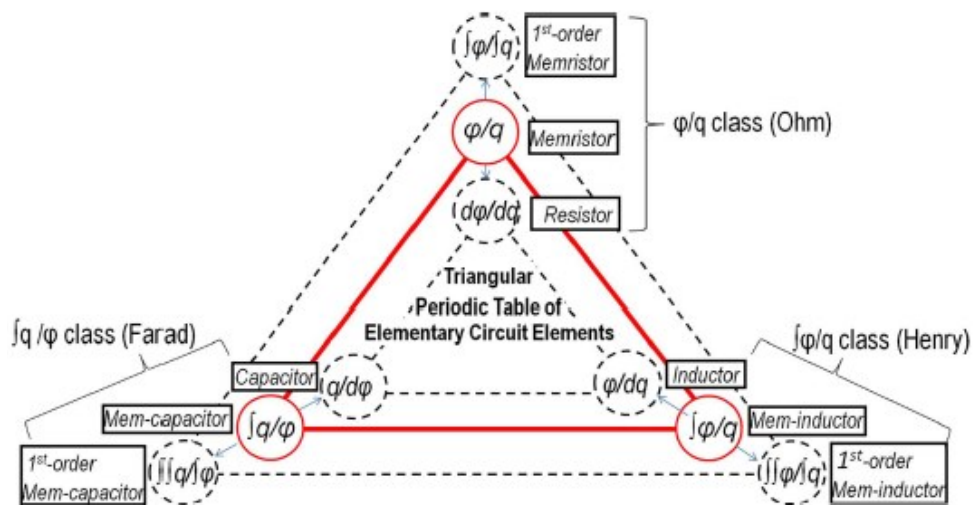 ∫φ/∫q
1st-order
Memristor
φ/q
Memristor
φ/q class (Ohm)
dφ/dq
Resistor
Triangular
Periodic Table of
Elementary Circuit Elements
∫q /φ class (Farad)
∫φ/q class (Henry)
Capacitor
q/dφ
φ/dq
Inductor
Mem-capacitor
∫q/φ
∫φ/q
Mem-inductor
1st-order
Mem-capacitor
∫∫q/∫φ
∫∫φ/∫q
1st-order
Mem-inductor